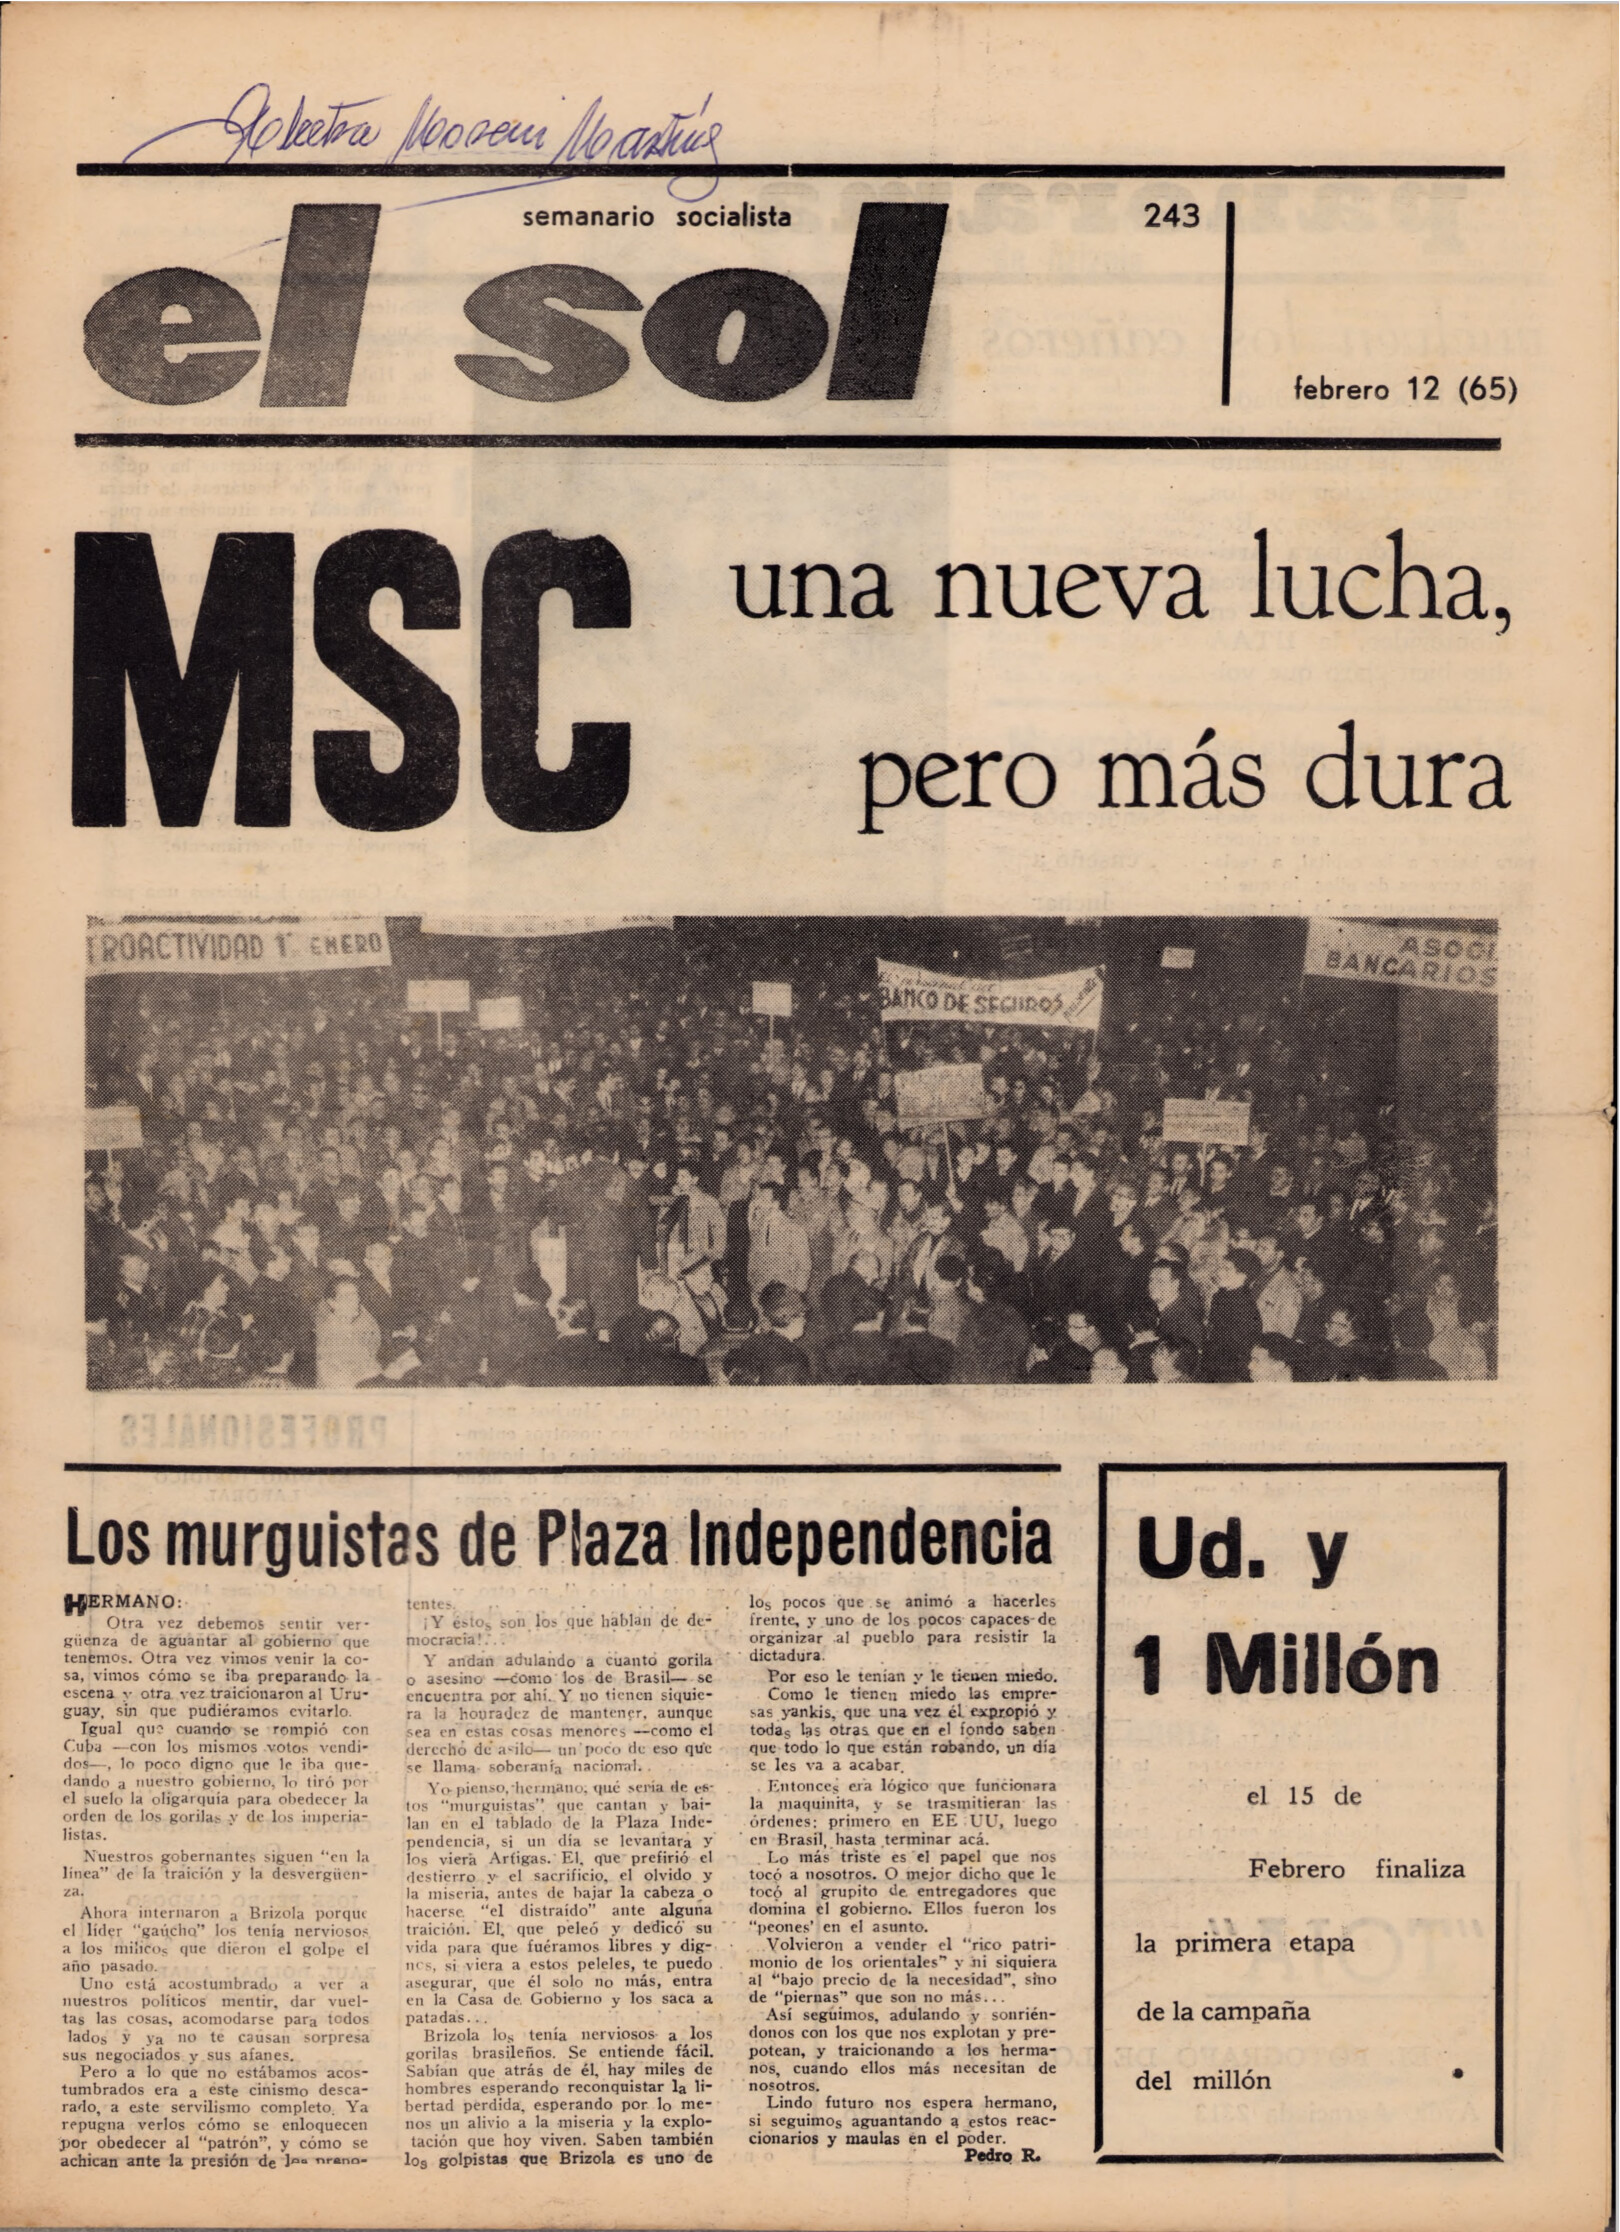 semanario socialista
243
el sol
febrero 12 (65)
MSC
una nueva lucha,
pero más dura
TROACTIVIDAD 1º ENERO
BANCO DE SEGUROS
ASOCI
BANCARIOS
Los murguistas de Plaza Independencia
HERMANO:
Otra vez debemos sentir ver-
güenza de aguantar al gobierno que
tenemos. Otra vez vimos venir la co-
sa, vimos cómo se iba preparando la
escena y otra vez traicionaron al Uru-
guay, sin que pudiéramos evitarlo.
Igual que cuando se rompió con
Cuba —con los mismos votos vendi-
dos—, lo poco digno que le iba que-
dando a nuestro gobierno, lo tiró por
el suelo la oligarquía para obedecer la
orden de los gorilas y de los imperia-
listas.
Nuestros gobernantes siguen "en la
línea" de la traición y la desvergüen-
za.
Ahora internaron a Brizola porque
el líder "gaúcho" los tenía nerviosos
a los milicos que dieron el golpe el
año pasado.
Uno está acostumbrado a ver a
nuestros políticos mentir, dar vuel-
tas las cosas, acomodarse para todos
lados y ya no te causan sorpresa
sus negociados y sus afanes.
Pero a lo que no estábamos acos-
tumbrados era a este cinismo desca-
rado, a este servilismo completo. Ya
repugna verlos cómo se enloquecen
por obedecer al "patrón", y cómo se
achican ante la presión de los prepo-
tentes.
¡Y éstos son los que hablan de de-
mocracia!...
Y andan adulando a cuanto gorila
o asesino —como los de Brasil— se
encuentra por ahí. Y no tienen siquie-
ra la honradez de mantener, aunque
sea en estas cosas menores —como el
derecho de asilo— un poco de eso que
se llama soberanía nacional.
Yo pienso, hermano, qué sería de es-
tos "murguistas" que cantan y bai-
lan en el tablado de la Plaza Inde-
pendencia, si un día se levantara y
los viera Artigas. El, que prefirió el
destierro y el sacrificio, el olvido y
la miseria, antes de bajar la cabeza o
hacerse "el distraído" ante alguna
traición. El, que peleó y dedicó su
vida para que fuéramos libres y dig-
nos, si viera a estos peleles, te puedo
asegurar, que él solo no más, entra
en la Casa de Gobierno y los saca a
patadas...
Brizola los tenía nerviosos a los
gorilas brasileños. Se entiende fácil.
Sabían que atrás de él, hay miles de
hombres esperando reconquistar la li-
bertad perdida, esperando por lo me-
nos un alivio a la miseria y la explo-
tación que hoy viven. Saben también
los golpistas que Brizola es uno de
los pocos que se animó a hacerles
frente, y uno de los pocos capaces de
organizar al pueblo para resistir la
dictadura.
Por eso le tenían y le tienen miedo.
Como le tienen miedo las empre-
sas yankis, que una vez él expropió y
todas las otras que en el fondo saben
que todo lo que están robando, un día
se les va a acabar.
Entonces era lógico que funcionara
la maquinita, y se trasmitieran las
órdenes: primero en EE UU, luego
en Brasil, hasta terminar acá.
Lo más triste es el papel que nos
tocó a nosotros. O mejor dicho que le
tocó al grupito de entregadores que
domina el gobierno. Ellos fueron los
"peones' en el asunto.
Volvieron a vender el "rico patri-
monio de los orientales" y ni siquiera
al "bajo precio de la necesidad", sino
de "piernas" que son no más...
Así seguimos, adulando y sonrién-
donos con los que nos explotan y pre-
potean, y traicionando a los herma-
nos, cuando ellos más necesitan de
nosotros.
Lindo futuro nos espera hermano,
si seguimos aguantando a estos reac-
cionarios y maulas en el poder.
Pedro R.
Ud. y
1 Millón
el 15 de
Febrero finaliza
la primera etapa
de la campaña
del millón